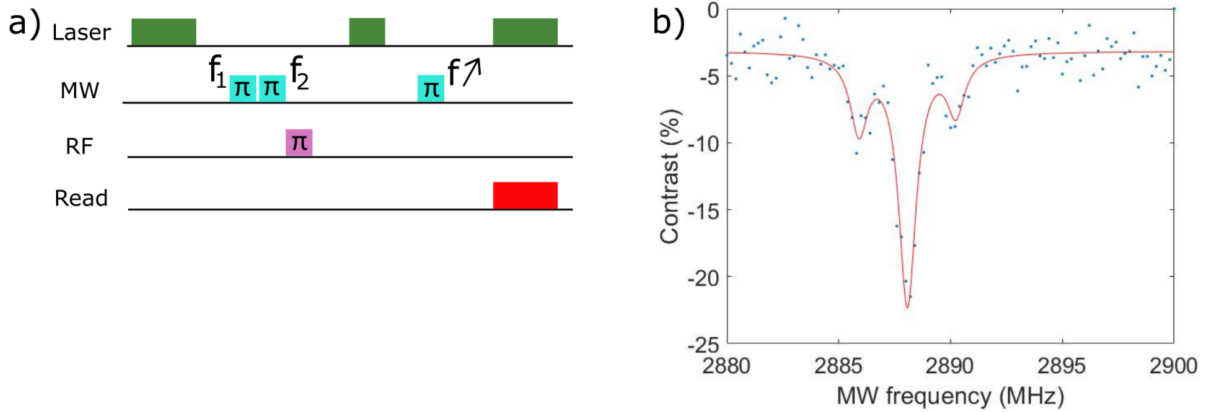 a)
Laser
f1 π π f2 π f
MW
RF π
Read
b)
Contrast (%)
0
-5
-10
-15
-20
-25
2880 2885 2890 2895 2900
MW frequency (MHz)